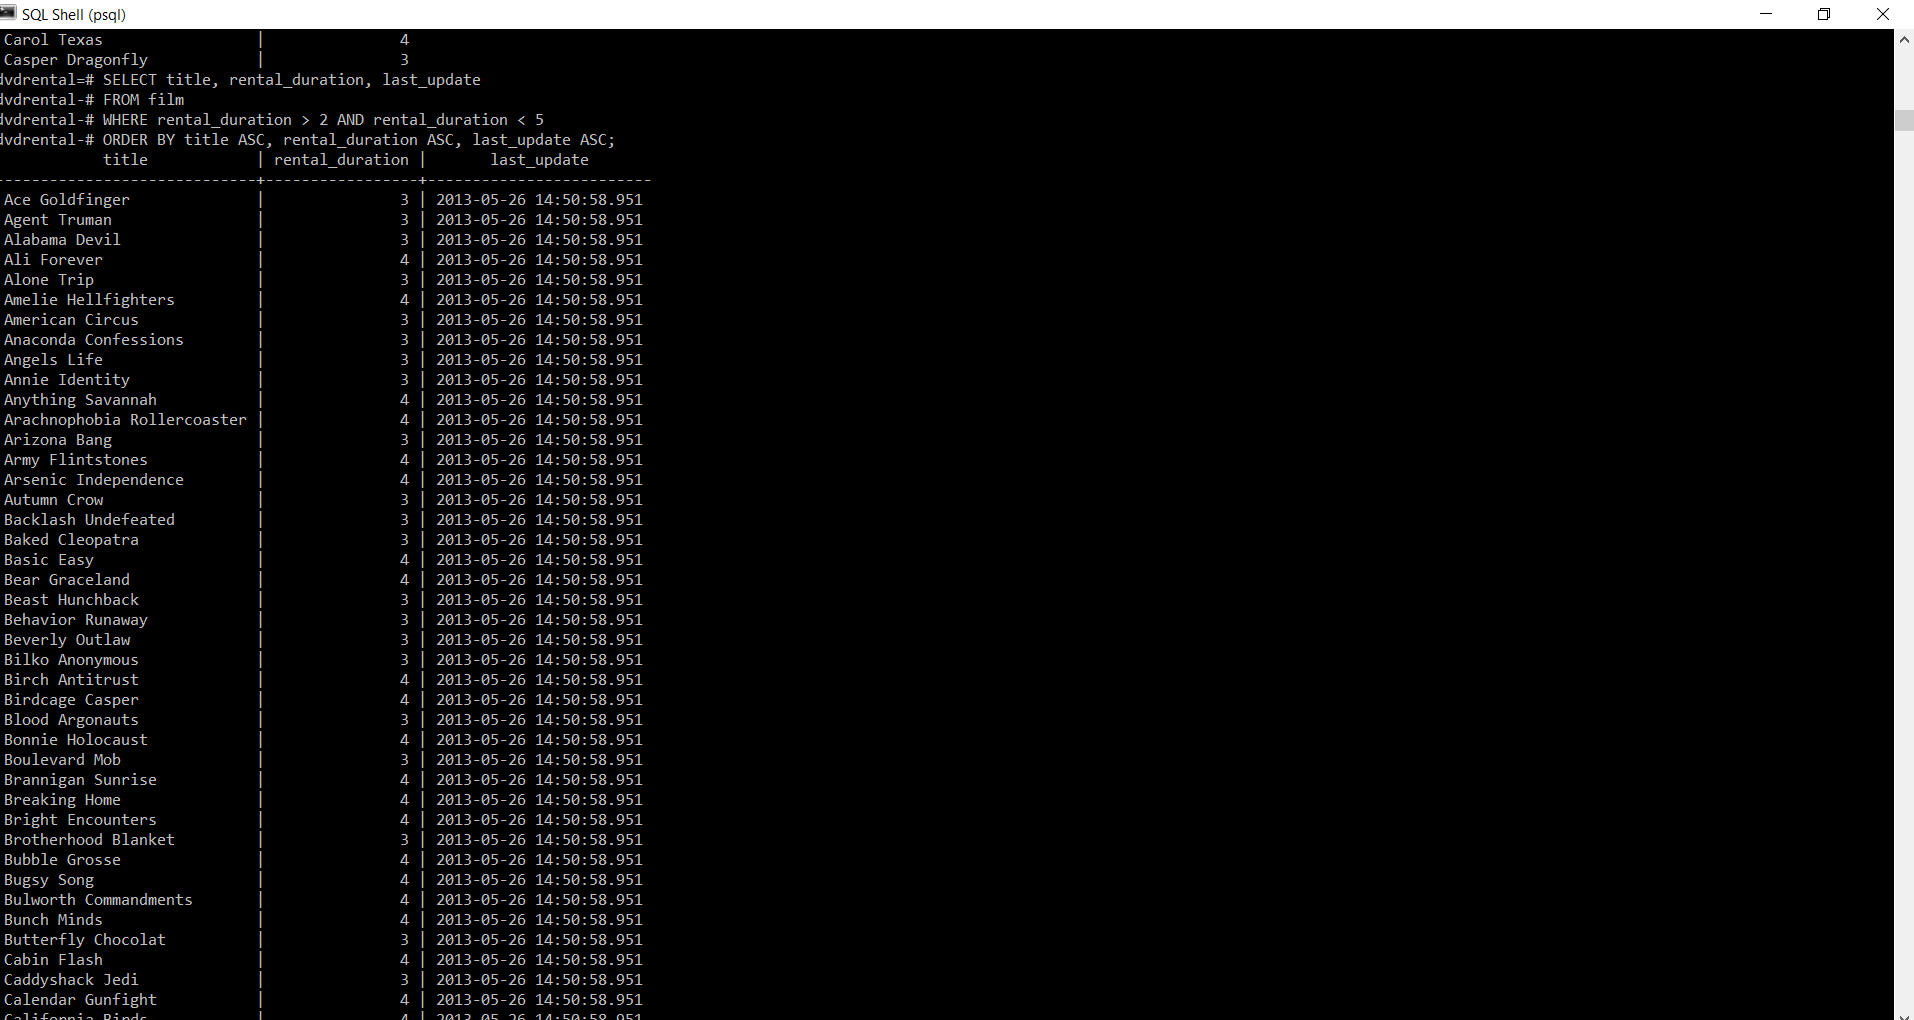 SQL Shell (psql)
Carol Texas | 4
Casper Dragonfly | 3
dvdrental=# SELECT title, rental_duration, last_update
dvdrental-# FROM film
dvdrental-# WHERE rental_duration > 2 AND rental_duration < 5
dvdrental-# ORDER BY title ASC, rental_duration ASC, last_update ASC;
title | rental_duration | last_update
----------------------------+-----------------+-------------------------
Ace Goldfinger | 3 | 2013-05-26 14:50:58.951
Agent Truman | 3 | 2013-05-26 14:50:58.951
Alabama Devil | 3 | 2013-05-26 14:50:58.951
Ali Forever | 4 | 2013-05-26 14:50:58.951
Alone Trip | 3 | 2013-05-26 14:50:58.951
Amelie Hellfighters | 4 | 2013-05-26 14:50:58.951
American Circus | 3 | 2013-05-26 14:50:58.951
Anaconda Confessions | 3 | 2013-05-26 14:50:58.951
Angels Life | 3 | 2013-05-26 14:50:58.951
Annie Identity | 3 | 2013-05-26 14:50:58.951
Anything Savannah | 4 | 2013-05-26 14:50:58.951
Arachnophobia Rollercoaster | 4 | 2013-05-26 14:50:58.951
Arizona Bang | 3 | 2013-05-26 14:50:58.951
Army Flintstones | 4 | 2013-05-26 14:50:58.951
Arsenic Independence | 4 | 2013-05-26 14:50:58.951
Autumn Crow | 3 | 2013-05-26 14:50:58.951
Backlash Undefeated | 3 | 2013-05-26 14:50:58.951
Baked Cleopatra | 3 | 2013-05-26 14:50:58.951
Basic Easy | 4 | 2013-05-26 14:50:58.951
Bear Graceland | 4 | 2013-05-26 14:50:58.951
Beast Hunchback | 3 | 2013-05-26 14:50:58.951
Behavior Runaway | 3 | 2013-05-26 14:50:58.951
Beverly Outlaw | 3 | 2013-05-26 14:50:58.951
Bilko Anonymous | 3 | 2013-05-26 14:50:58.951
Birch Antitrust | 4 | 2013-05-26 14:50:58.951
Birdcage Casper | 4 | 2013-05-26 14:50:58.951
Blood Argonauts | 3 | 2013-05-26 14:50:58.951
Bonnie Holocaust | 4 | 2013-05-26 14:50:58.951
Boulevard Mob | 3 | 2013-05-26 14:50:58.951
Brannigan Sunrise | 4 | 2013-05-26 14:50:58.951
Breaking Home | 4 | 2013-05-26 14:50:58.951
Bright Encounters | 4 | 2013-05-26 14:50:58.951
Brotherhood Blanket | 3 | 2013-05-26 14:50:58.951
Bubble Grosse | 4 | 2013-05-26 14:50:58.951
Bugsy Song | 4 | 2013-05-26 14:50:58.951
Bulworth Commandments | 4 | 2013-05-26 14:50:58.951
Bunch Minds | 4 | 2013-05-26 14:50:58.951
Butterfly Chocolat | 3 | 2013-05-26 14:50:58.951
Cabin Flash | 4 | 2013-05-26 14:50:58.951
Caddyshack Jedi | 3 | 2013-05-26 14:50:58.951
Calendar Gunfight | 4 | 2013-05-26 14:50:58.951
California Birds | 4 | 2013-05-26 14:50:58.951